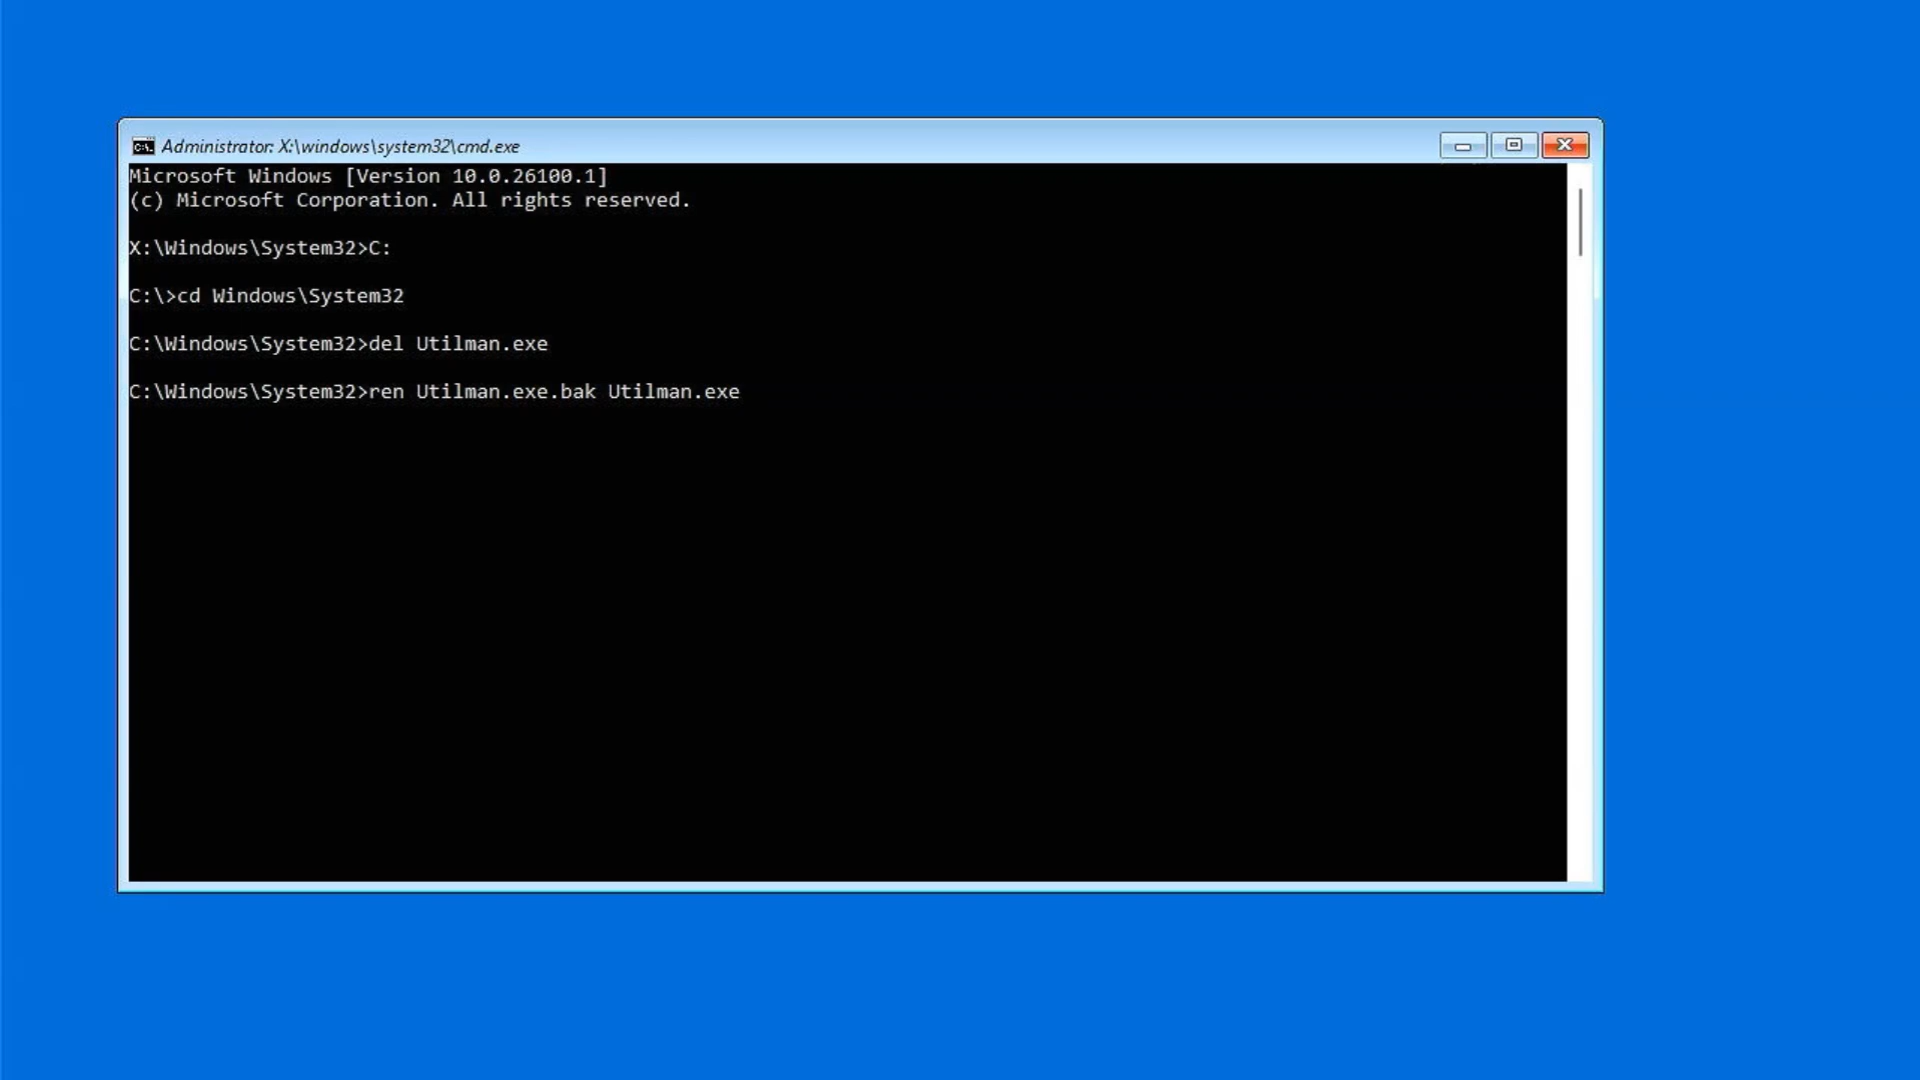 Administrator: X:\windows\system32\cmd.exe
Microsoft Windows [Version 10.0.26100.1]
(c) Microsoft Corporation. All rights reserved.
X:\Windows\System32>C:
C:\>cd Windows\System32
C:\Windows\System32>del Utilman.exe
C:\Windows\System32>ren Utilman.exe.bak Utilman.exe